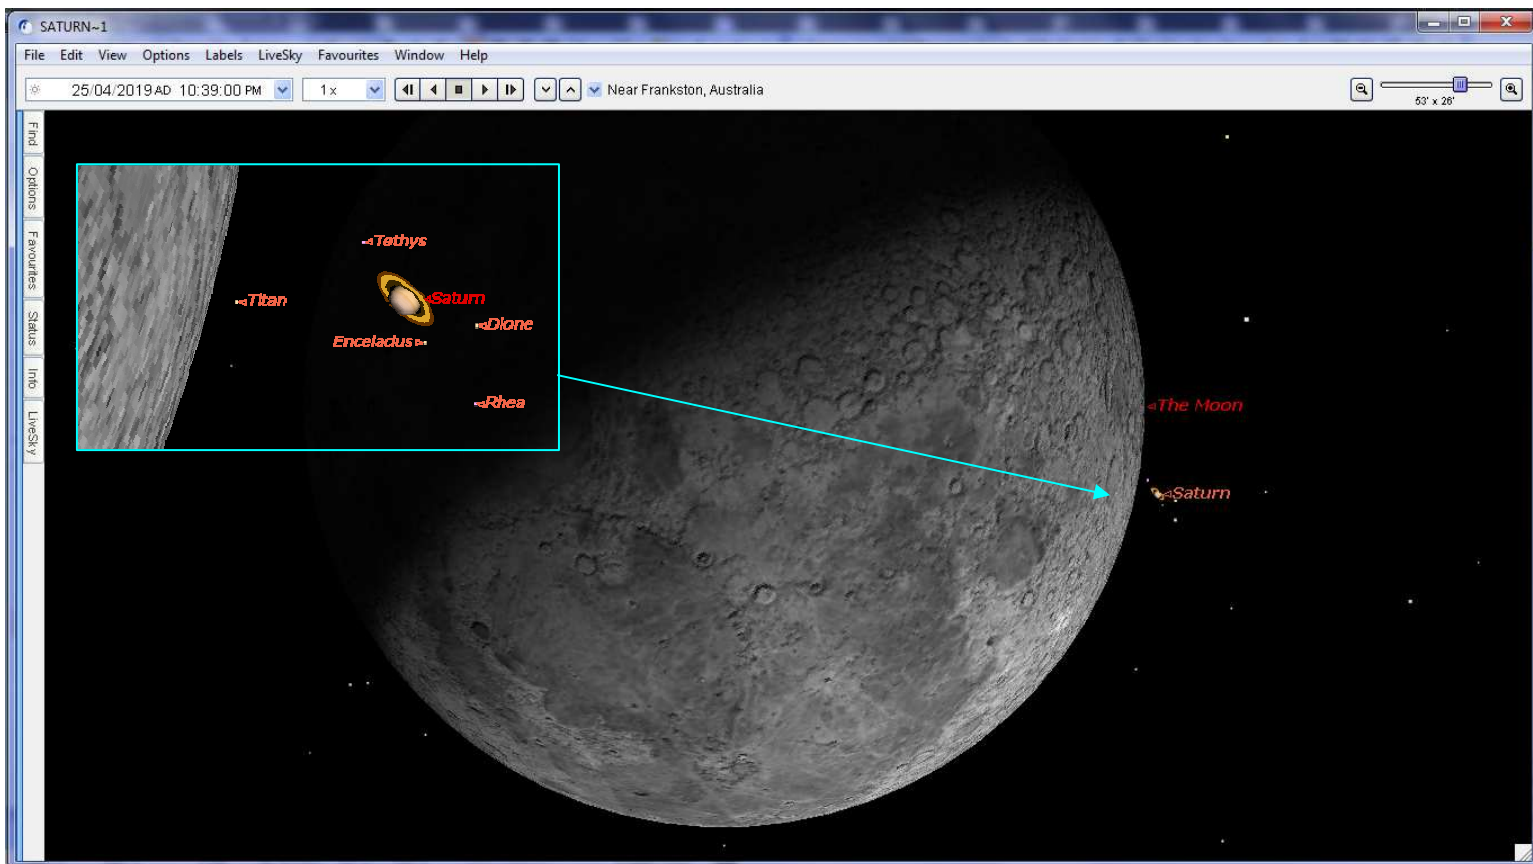 SATURN~1
File Edit View Options Labels LiveSky Favourites Window Help
25/04/2019 AD 10:39:00 PM 1 x Near Frankston, Australia
53' x 26'
Find
Options
Favourites
Status
Info
LiveSky
Tethys
Titan
Saturn
Dione
Enceladus
Rhea
The Moon
Saturn